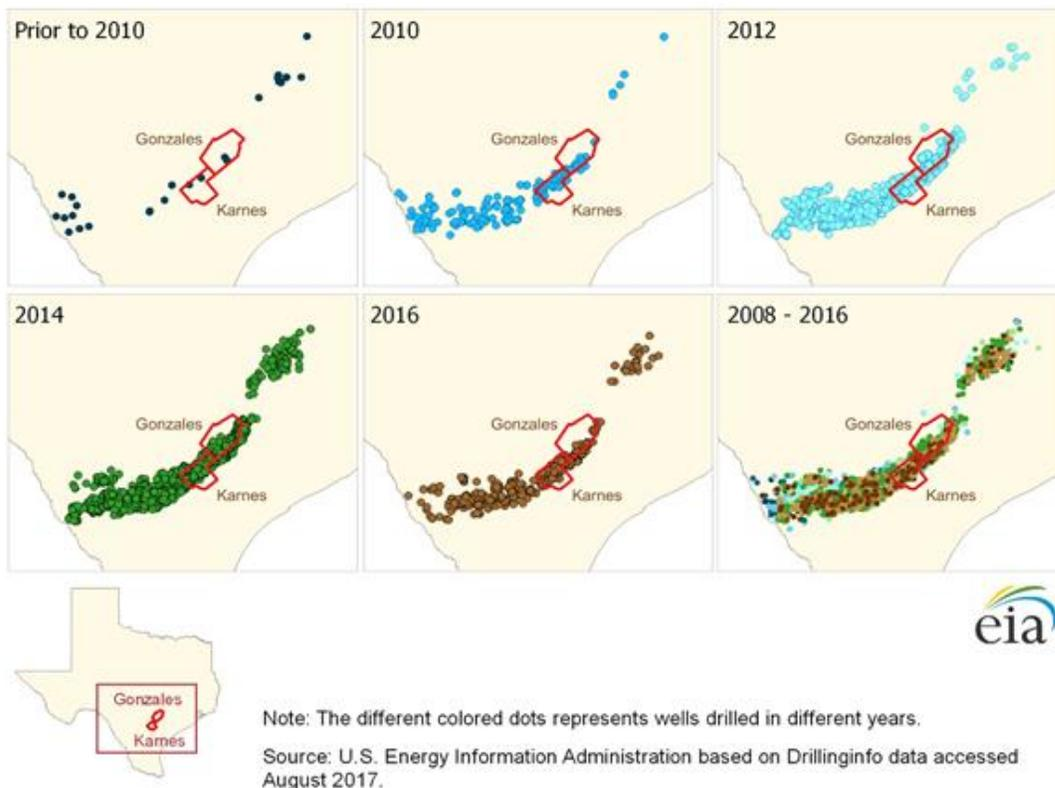 Prior to 2010
Gonzales
Karnes
2010
Gonzales
Karnes
2012
Gonzales
Karnes
2014
Gonzales
Karnes
2016
Gonzales
Karnes
2008 - 2016
Gonzales
Karnes
eia
Gonzales
Karnes
Note: The different colored dots represents wells drilled in different years.
Source: U.S. Energy Information Administration based on Drillinginfo data accessed
August 2017.